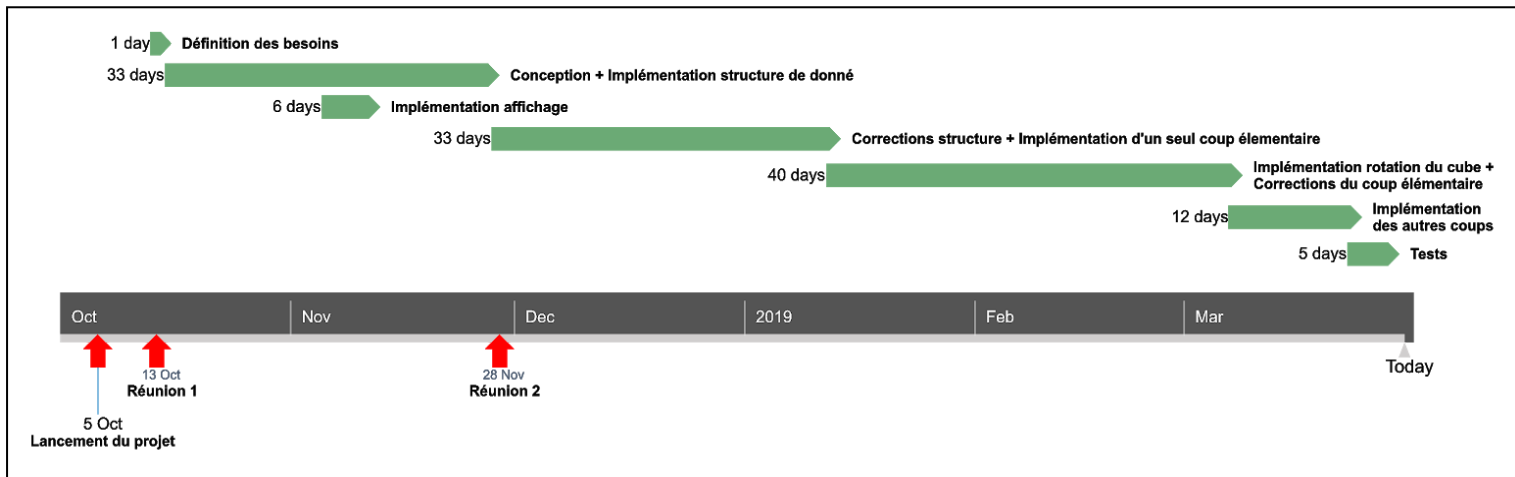 1 day Définition des besoins
33 days Conception + Implémentation structure de donné
6 days Implémentation affichage
33 days Corrections structure + Implémentation d'un seul coup élementaire
40 days Implémentation rotation du cube +
Corrections du coup élémentaire
12 days Implémentation
des autres coups
5 days Tests
Oct Nov Dec 2019 Feb Mar
Today
13 Oct
Réunion 1
28 Nov
Réunion 2
5 Oct
Lancement du projet